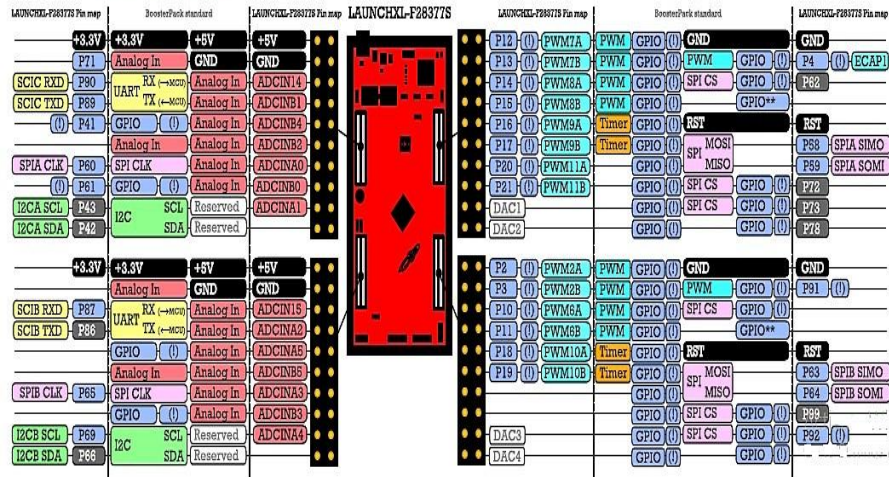 LAUNCHXL-F28377S Pin map BoosterPack standard LAUNCHXL-F28377S Pin map LAUNCHXL-F28377S LAUNCHXL-F28377S Pin map BoosterPack standard LAUNCHXL-F28377S Pin map
+3.3V +3.3V +5V +5V P12 (!) PWM7A PWM GPIO (!) GND GND
P71 Analog In GND GND P13 (!) PWM7B PWM GPIO (!) PWM GPIO (!) P4 (!) ECAP1
SCIC RXD P90 UART RX (→MCU) Analog In ADCIN14 P14 (!) PWM8A PWM GPIO (!) SPI CS GPIO (!) P62
SCIC TXD P89 TX (←MCU) Analog In ADCINB1 P15 (!) PWM8B PWM GPIO (!) GPIO**
(!) P41 GPIO (!) Analog In ADCINB4 P16 (!) PWM9A Timer GPIO (!) RST RST
Analog In Analog In ADCINB2 P17 (!) PWM9B Timer GPIO (!) SPI MOSI P58 SPIA SIMO
SPIA CLK P60 SPI CLK Analog In ADCINA0 P20 (!) PWM11A GPIO (!) MISO P59 SPIA SOMI
(!) P61 GPIO (!) Analog In ADCINB0 P21 (!) PWM11B GPIO (!) SPI CS GPIO (!) P72
I2CA SCL P43 I2C SCL Reserved ADCINA1 DAC1 GPIO (!) SPI CS GPIO (!) P73
I2CA SDA P42 SDA Reserved DAC2 GPIO (!) GPIO (!) P78
+3.3V +3.3V +5V +5V P2 (!) PWM2A PWM GPIO (!) GND GND
Analog In GND GND P3 (!) PWM2B PWM GPIO (!) PWM GPIO (!) P91 (!)
SCIB RXD P87 UART RX (→MCU) Analog In ADCIN15 P10 (!) PWM6A PWM GPIO (!) SPI CS GPIO (!)
SCIB TXD P86 TX (←MCU) Analog In ADCINA2 P11 (!) PWM6B PWM GPIO (!) GPIO**
GPIO (!) Analog In ADCINA5 P18 (!) PWM10A Timer GPIO (!) RST RST
Analog In Analog In ADCINB5 P19 (!) PWM10B Timer GPIO (!) SPI MOSI P63 SPIB SIMO
SPIB CLK P65 SPI CLK Analog In ADCINA3 GPIO (!) MISO P64 SPIB SOMI
GPIO (!) Analog In ADCINB3 GPIO (!) SPI CS GPIO (!) P99
I2CB SCL P69 I2C SCL Reserved ADCINA4 DAC3 GPIO (!) SPI CS GPIO (!) P92 (!)
I2CB SDA P66 SDA Reserved DAC4 GPIO (!) GPIO (!)